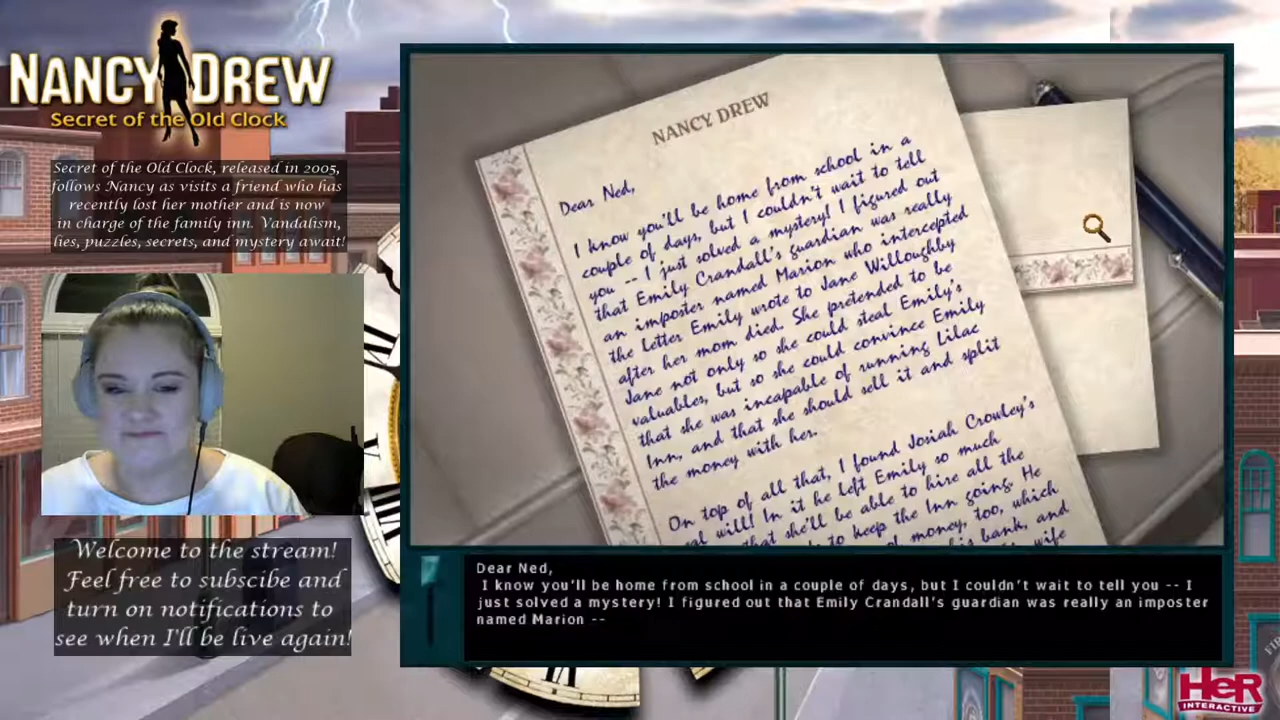 NANCY DREW
Secret of the Old Clock
Secret of the Old Clock, released in 2005,
follows Nancy as visits a friend who has
recently lost her mother and is now
in charge of the family inn. Vandalism,
lies, puzzles, secrets, and mystery await!
Welcome to the stream!
Feel free to subscibe and
turn on notifications to
see when I'll be live again!
NANCY DREW
Dear Ned,
I know you'll be home from school in a
couple of days, but I couldn't wait to tell
you -- I just solved a mystery! I figured out
that Emily Crandall's guardian was really
an imposter named Marion who intercepted
the letter Emily wrote to Jane Willoughby
after her mom died. She pretended to be
Jane not only so she could steal Emily's
valuables, but so she could convince Emily
that she was incapable of running Lilac
Inn, and that she should sell it and split
the money with her.
On top of all that, I found Josiah Crowley's
will! In it he left Emily so much
that she'll be able to hire all the
to keep the Inn going. He
of money, too, which
bank, and
wife
Dear Ned,
I know you'll be home from school in a couple of days, but I couldn't wait to tell you -- I
just solved a mystery! I figured out that Emily Crandall's guardian was really an imposter
named Marion --
HeR
INTERACTIVE